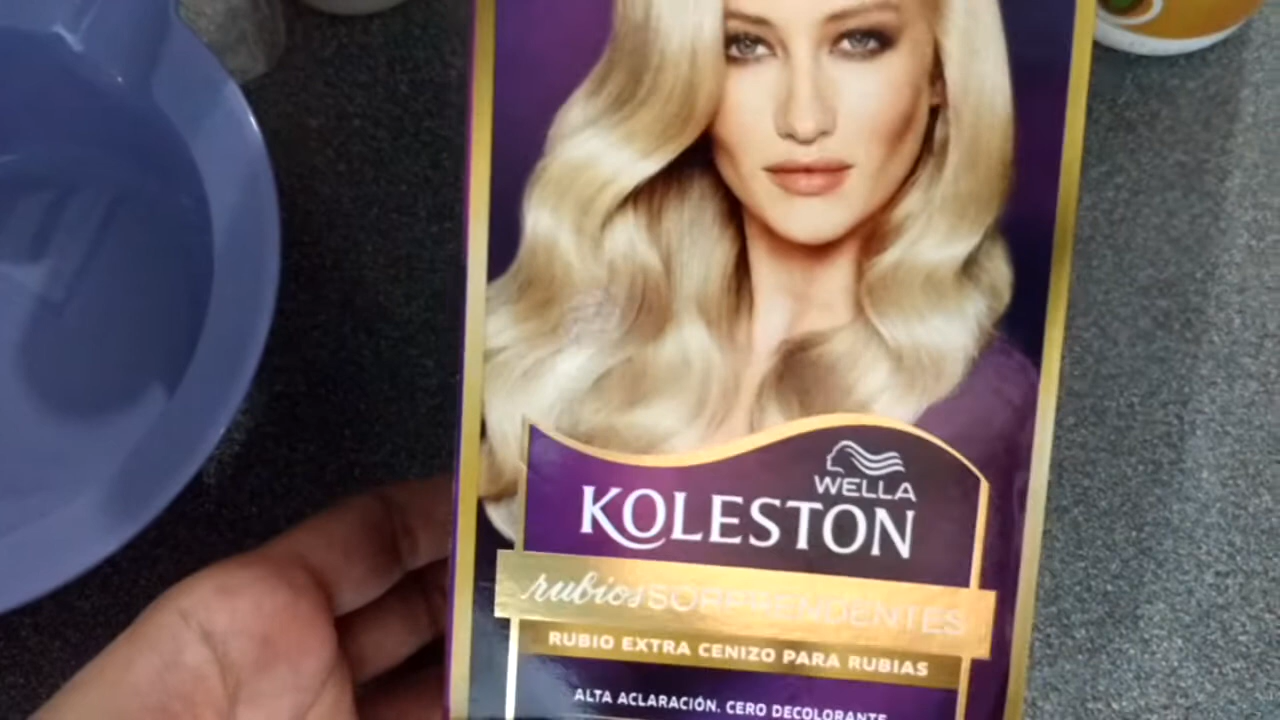 WELLA
KOLESTON
rubios SORPRENDENTES
RUBIO EXTRA CENIZO PARA RUBIAS
ALTA ACLARACIÓN. CERO DECOLORANTE